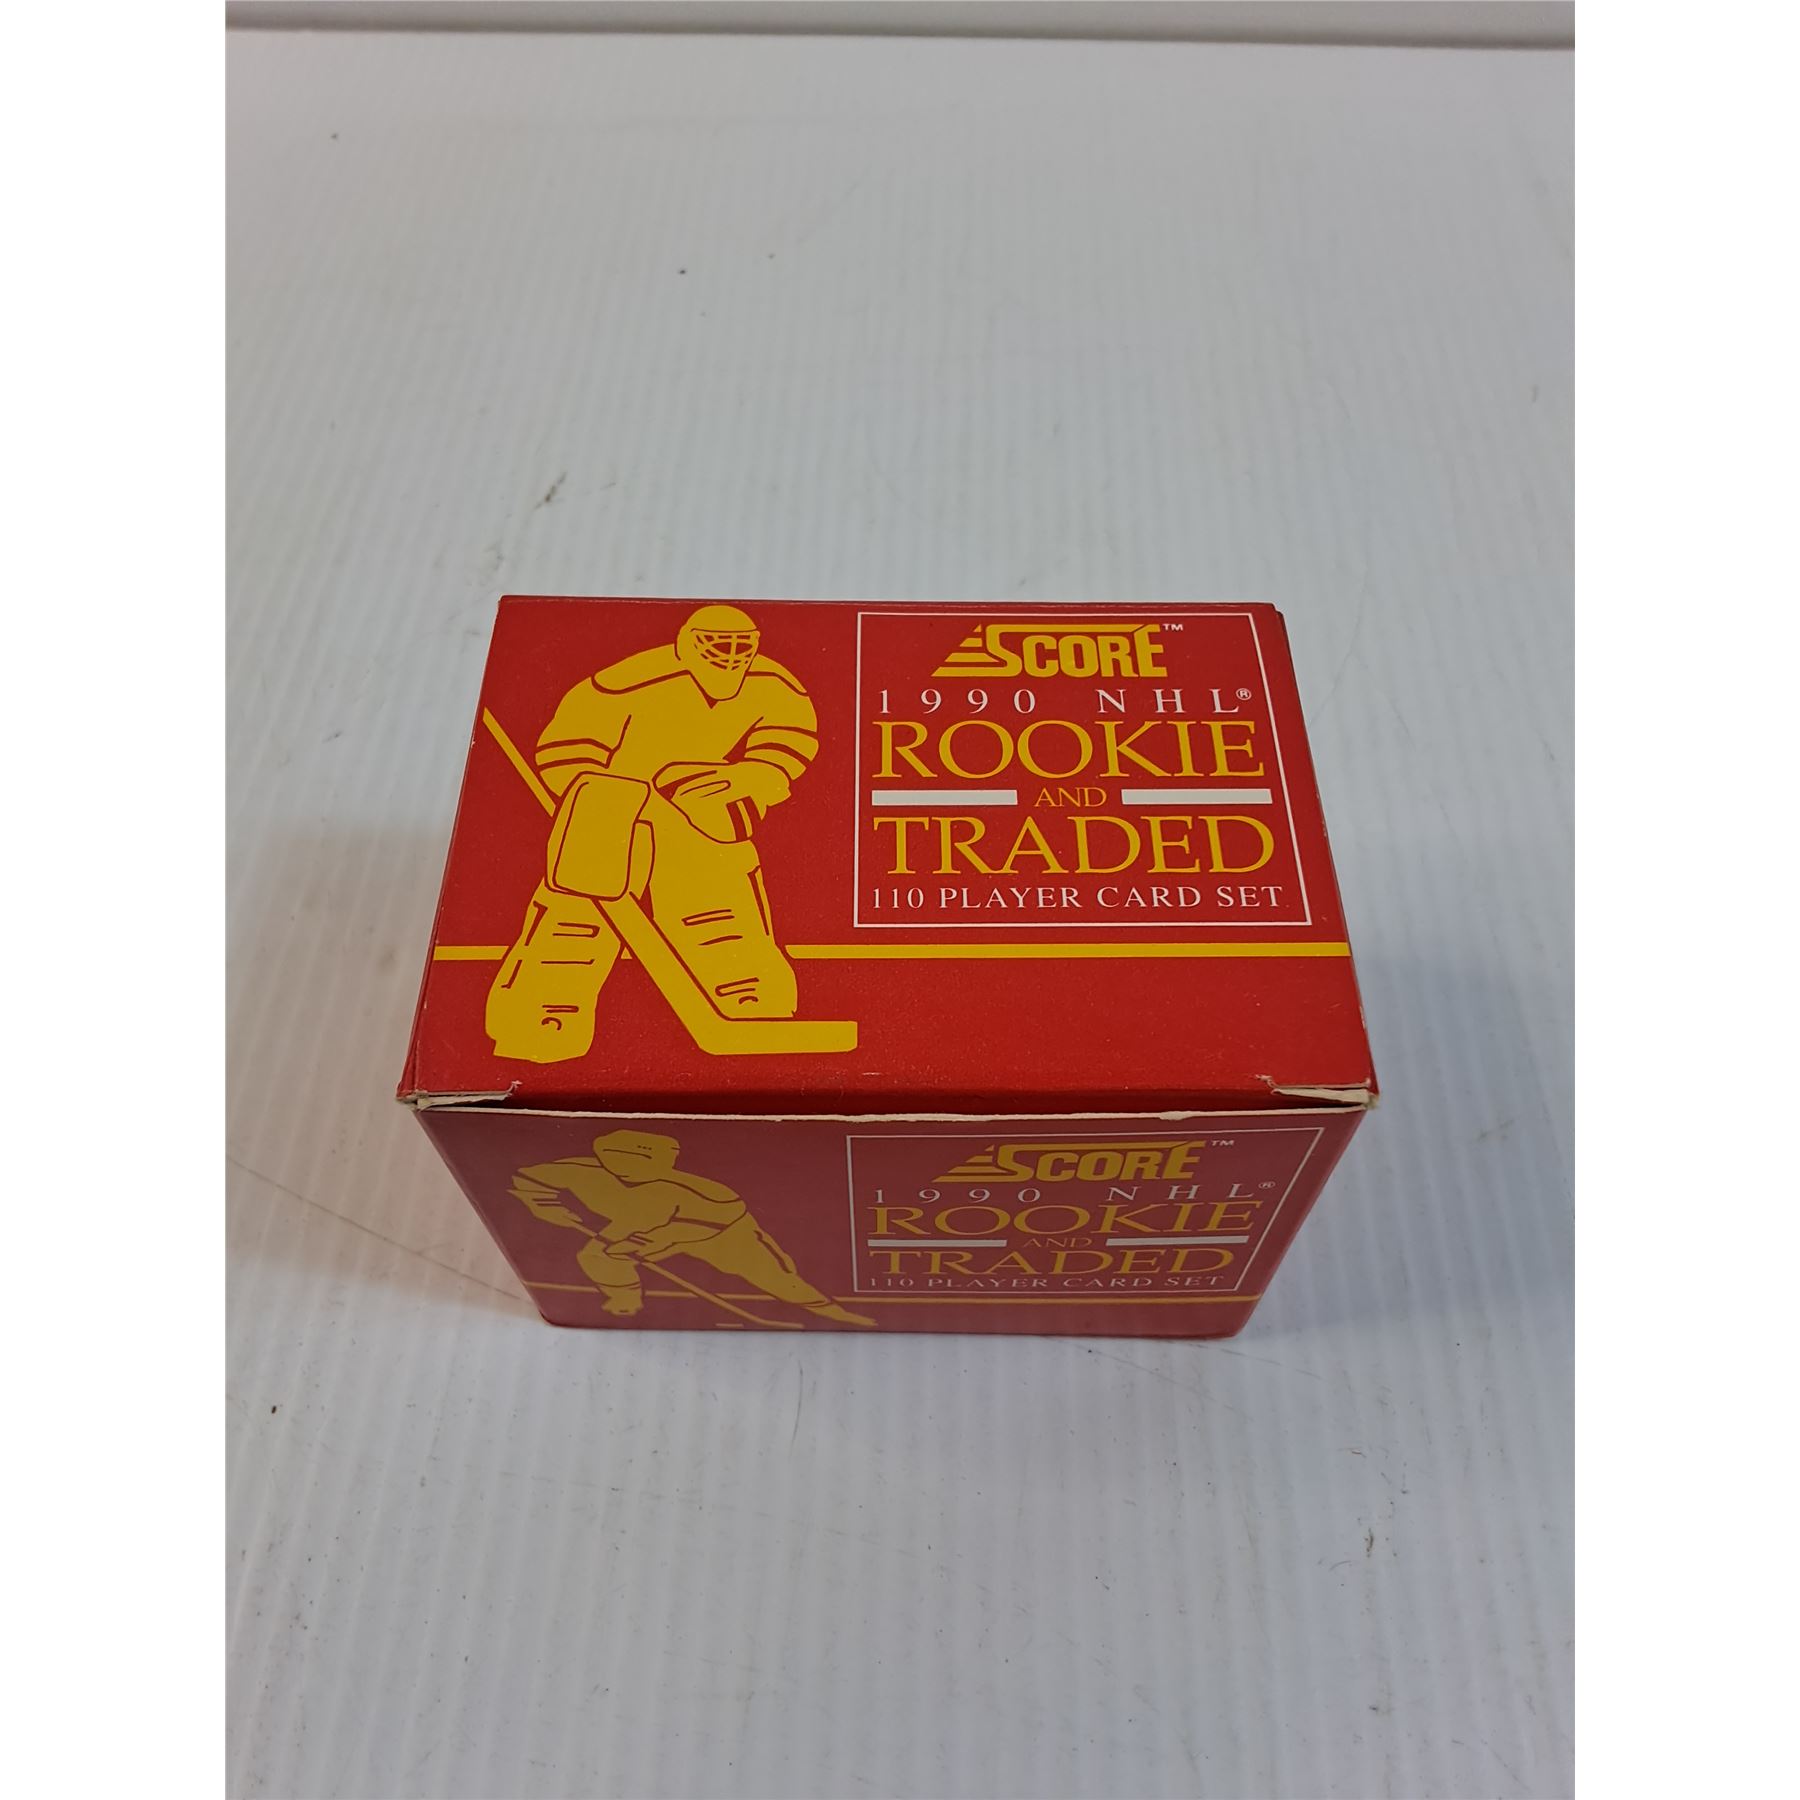 SCORE™
1990 NHL®
ROOKIE
AND
TRADED
110 PLAYER CARD SET
SCORE™
1990 NHL®
ROOKIE
AND
TRADED
110 PLAYER CARD SET